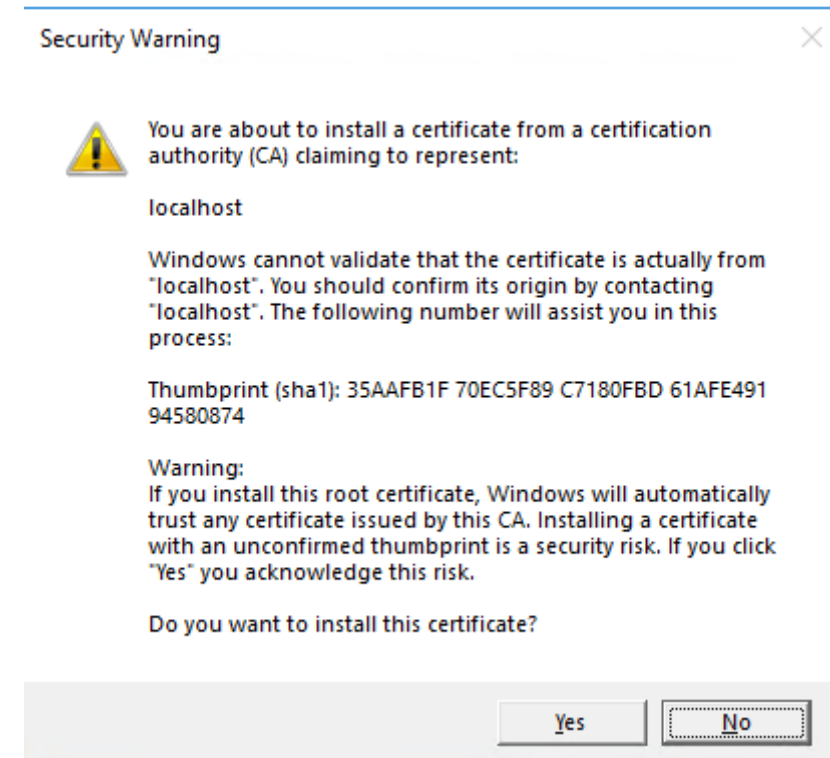 Security Warning
You are about to install a certificate from a certification
authority (CA) claiming to represent:
localhost
Windows cannot validate that the certificate is actually from
"localhost". You should confirm its origin by contacting
"localhost". The following number will assist you in this
process:
Thumbprint (sha1): 35AAFB1F 70EC5F89 C7180FBD 61AFE491
94580874
Warning:
If you install this root certificate, Windows will automatically
trust any certificate issued by this CA. Installing a certificate
with an unconfirmed thumbprint is a security risk. If you click
"Yes" you acknowledge this risk.
Do you want to install this certificate?
Yes
No